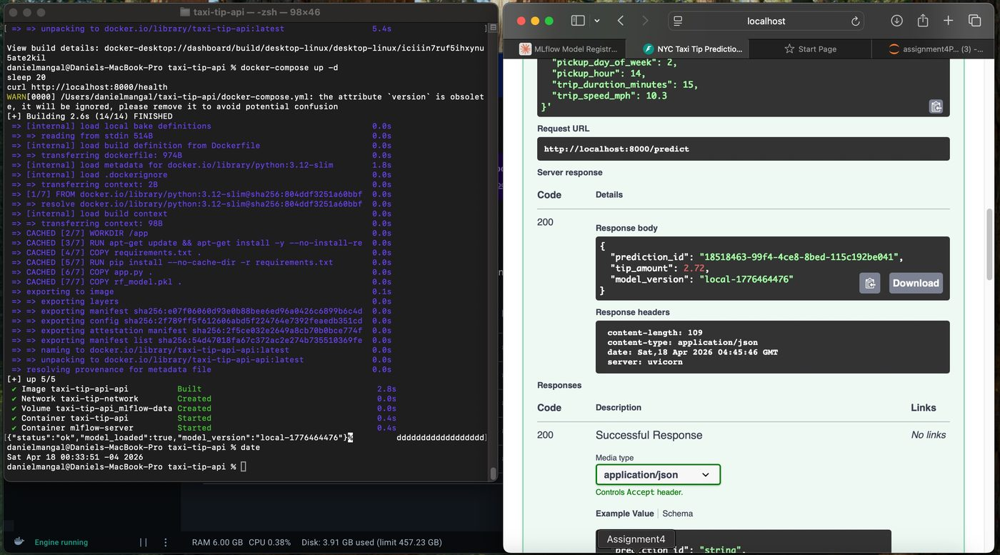 taxi-tip-api — -zsh — 98×46
[ => => unpacking to docker.io/library/taxi-tip-api:latest 5.4s ]
View build details: docker-desktop://dashboard/build/desktop-linux/desktop-linux/iciiin7ruf5ihxynu
5ate2kil
danielmangal@Daniels-MacBook-Pro taxi-tip-api % docker-compose up -d
sleep 20
curl http://localhost:8000/health
WARN[0000] /Users/danielmangal/taxi-tip-api/docker-compose.yml: the attribute `version` is obsolet
e, it will be ignored, please remove it to avoid potential confusion
[+] Building 2.6s (14/14) FINISHED
=> [internal] load local bake definitions 0.0s
=> => reading from stdin 514B 0.0s
=> [internal] load build definition from Dockerfile 0.0s
=> => transferring dockerfile: 974B 0.0s
=> [internal] load metadata for docker.io/library/python:3.12-slim 1.8s
=> [internal] load .dockerignore 0.0s
=> => transferring context: 2B 0.0s
=> [1/7] FROM docker.io/library/python:3.12-slim@sha256:804ddf3251a60bbf 0.0s
=> => resolve docker.io/library/python:3.12-slim@sha256:804ddf3251a60bbf 0.0s
=> [internal] load build context 0.0s
=> => transferring context: 98B 0.0s
=> CACHED [2/7] WORKDIR /app 0.0s
=> CACHED [3/7] RUN apt-get update && apt-get install -y --no-install-re 0.0s
=> CACHED [4/7] COPY requirements.txt . 0.0s
=> CACHED [5/7] RUN pip install --no-cache-dir -r requirements.txt 0.0s
=> CACHED [6/7] COPY app.py . 0.0s
=> CACHED [7/7] COPY rf_model.pkl . 0.0s
=> exporting to image 0.1s
=> => exporting layers 0.0s
=> => exporting manifest sha256:e07f06060d93e0b88bee6ed96a0426c6899b6c4d 0.0s
=> => exporting config sha256:2f789ff5f612606abd5f224764e7392feaedb351cd 0.0s
=> => exporting attestation manifest sha256:2f5ce032e2649a8cb70b0bce774f 0.0s
=> => exporting manifest list sha256:54d47018fa67c372ac2e274b735510369fe 0.0s
=> => naming to docker.io/library/taxi-tip-api-api:latest 0.0s
=> => unpacking to docker.io/library/taxi-tip-api-api:latest 0.0s
=> resolving provenance for metadata file 0.0s
[+] up 5/5
✔ Image taxi-tip-api-api Built 2.8s
✔ Network taxi-tip-network Created 0.0s
✔ Volume taxi-tip-api_mlflow-data Created 0.0s
✔ Container taxi-tip-api Started 0.4s
✔ Container mlflow-server Started 0.4s
[{"status":"ok","model_loaded":true,"model_version":"local-1776464476"}% dddddddddddddddddd]
danielmangal@Daniels-MacBook-Pro taxi-tip-api % date
Sat Apr 18 00:33:51 -04 2026
danielmangal@Daniels-MacBook-Pro taxi-tip-api %
Engine running
RAM 6.00 GB CPU 0.38% Disk: 3.91 GB used (limit 457.23 GB)
localhost
MLflow Model Registr...
NYC Taxi Tip Predictio...
Start Page
assignment4P... (3) -...
"pickup_day_of_week": 2,
"pickup_hour": 14,
"trip_duration_minutes": 15,
"trip_speed_mph": 10.3
}'
Request URL
http://localhost:8000/predict
Server response
Code Details
200
Response body
{
"prediction_id": "18518463-99f4-4ce8-8bed-115c192be041",
"tip_amount": 2.72,
"model_version": "local-1776464476"
}
Download
Response headers
content-length: 109
content-type: application/json
date: Sat,18 Apr 2026 04:45:46 GMT
server: uvicorn
Responses
Code Description Links
200 Successful Response No links
Media type
application/json
Controls Accept header.
Example Value Schema
Assignment4
"prediction_id": "string",